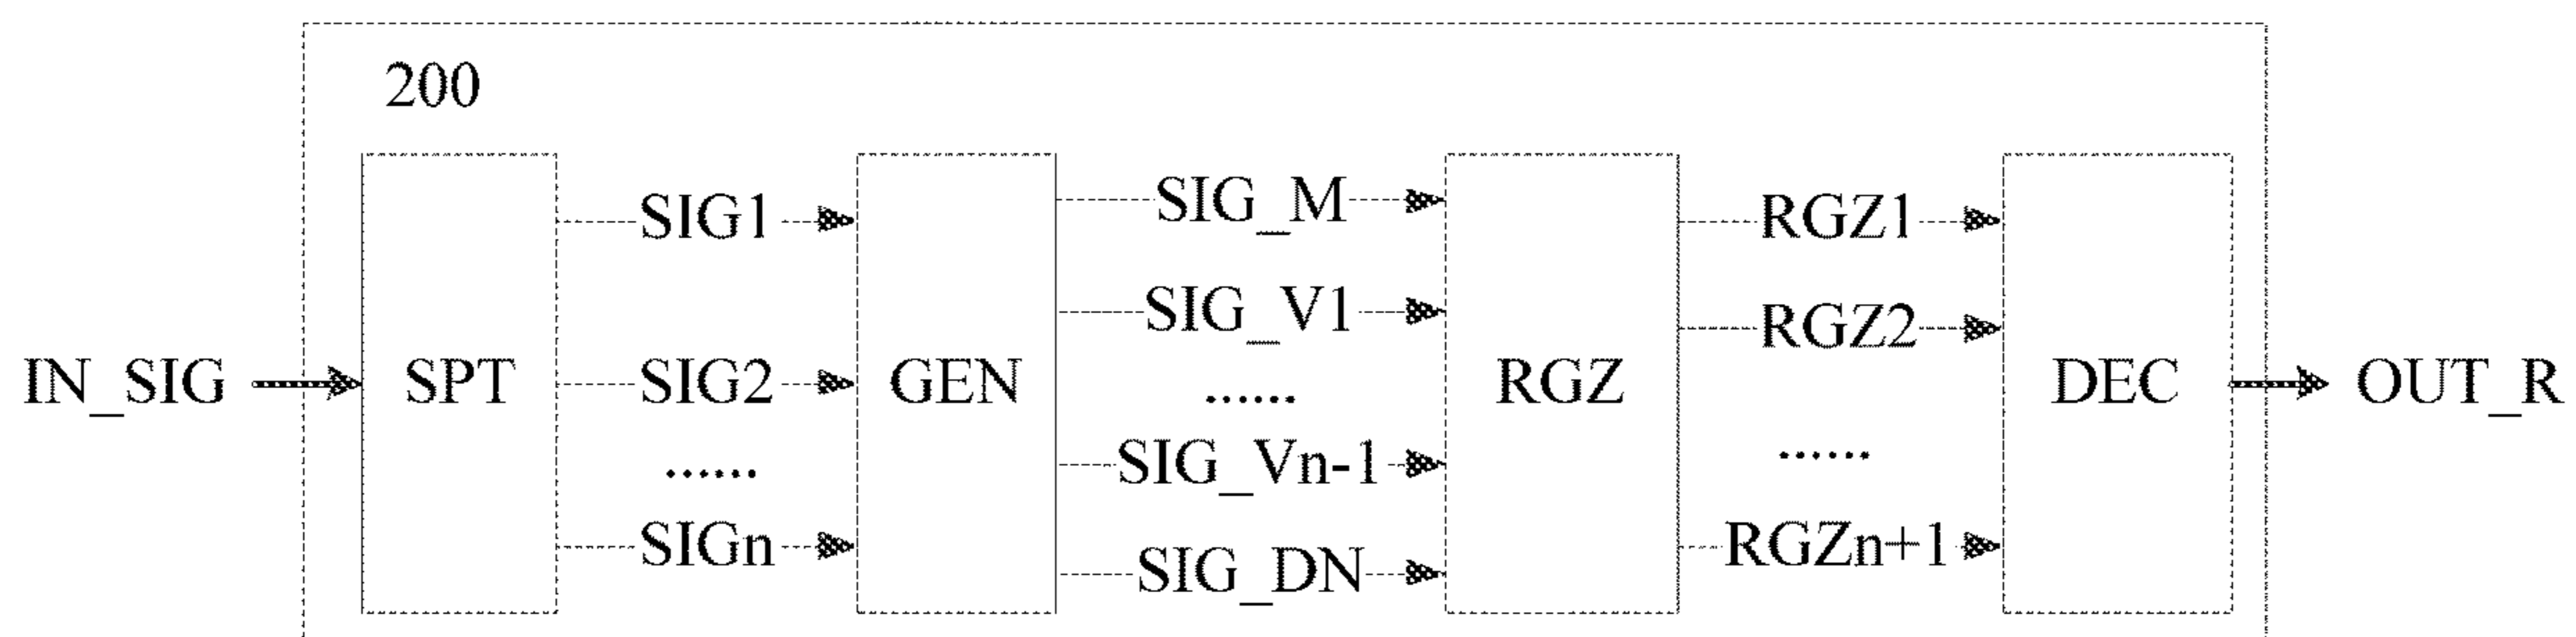 200
SIG1
SIG_M
RGZ1
SIG_V1
RGZ2
IN_SIG SPT SIG2 GEN ...... RGZ DEC OUT_R
...... SIG_Vn-1 ......
SIGn SIG_DN RGZn+1